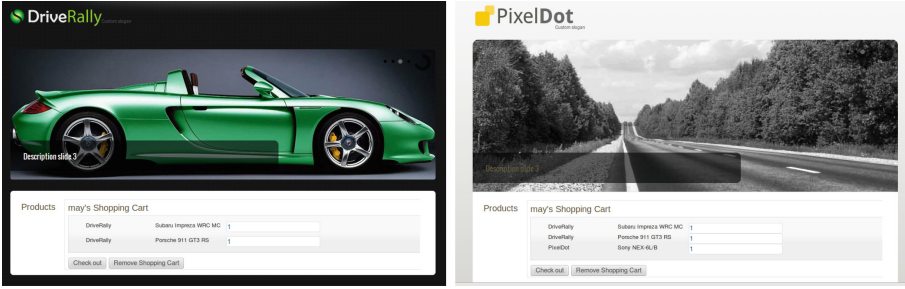 DriveRally
Custom slogan
Description slide 3
Products
may's Shopping Cart
DriveRally Subaru Impreza WRC MC 1
DriveRally Porsche 911 GT3 RS 1
Check out Remove Shopping Cart
PixelDot
Custom slogan
Description slide 3
Products
may's Shopping Cart
DriveRally Subaru Impreza WRC MC 1
DriveRally Porsche 911 GT3 RS 1
PixelDot Sony NEX-6L/B 1
Check out Remove Shopping Cart